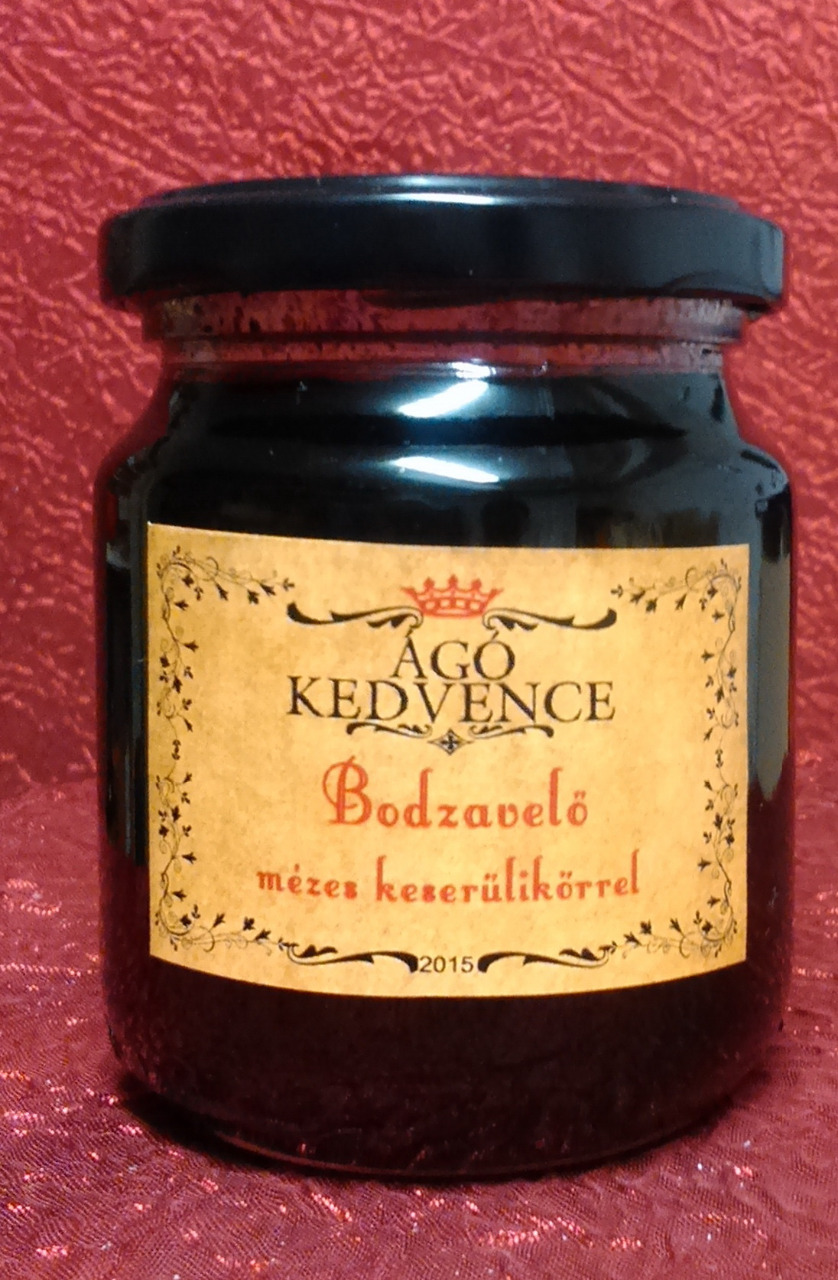 ÁGÓ
KEDVENCE
Bodzavelő
mézes keserűlikőrrel
2015